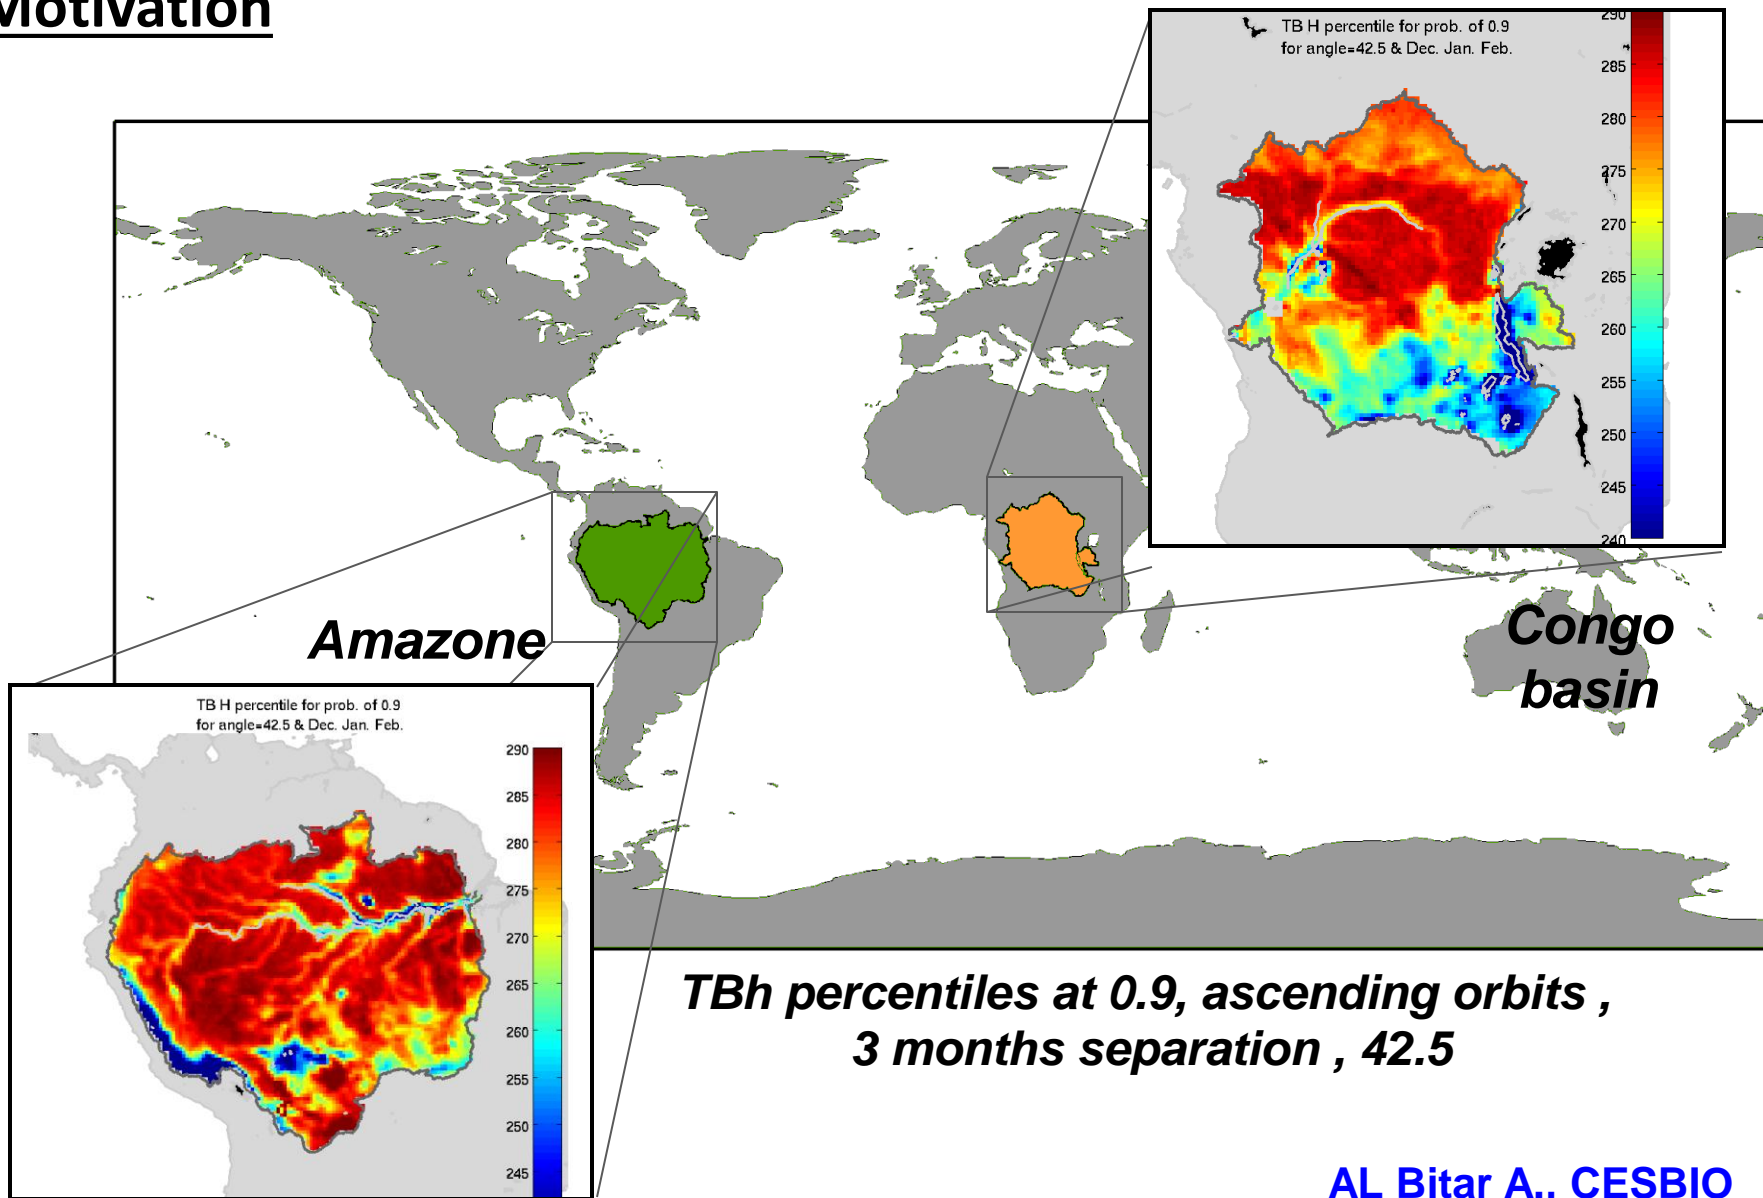 Motivation
TB H percentile for prob. of 0.9
for angle=42.5 & Dec. Jan. Feb.
290
285
280
275
270
265
260
255
250
245
240
Amazone
Congo
basin
TB H percentile for prob. of 0.9
for angle=42.5 & Dec. Jan. Feb.
290
285
280
275
270
265
260
255
250
245
TBh percentiles at 0.9, ascending orbits ,
3 months separation , 42.5
AL Bitar A., CESBIO